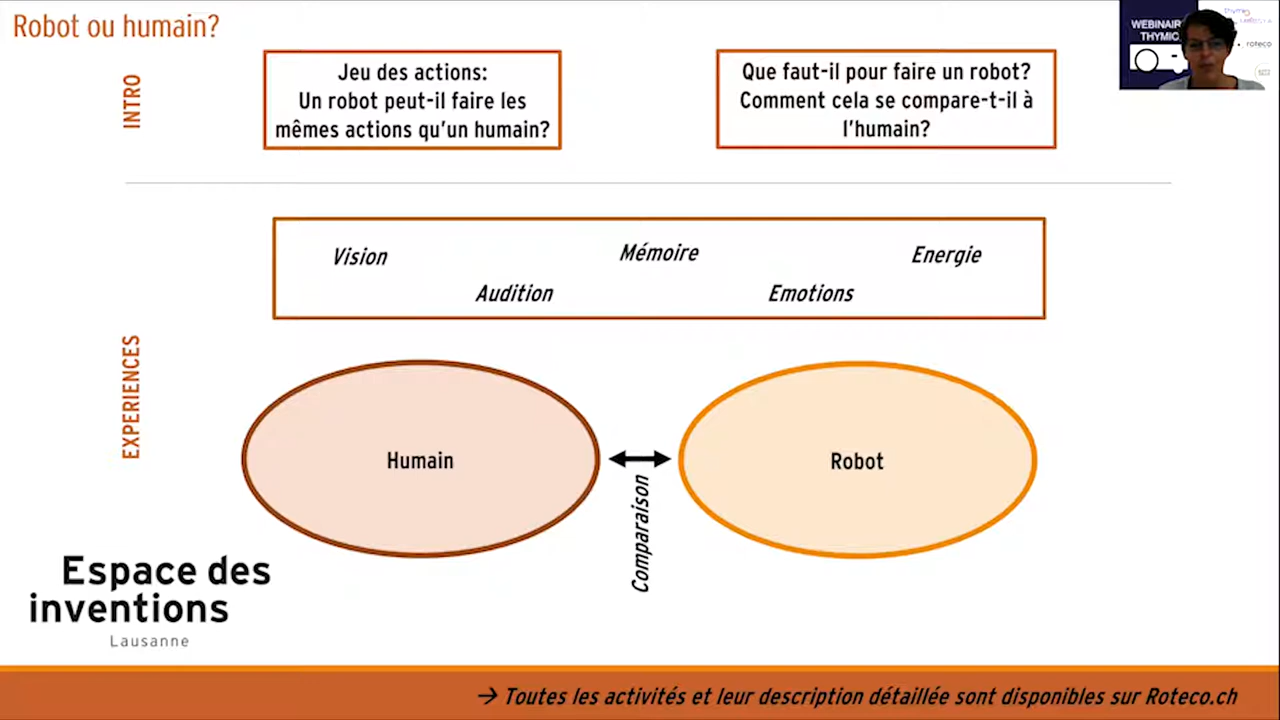 Robot ou humain?
WEBINAIR
THYMIO
roteco
INTRO
Jeu des actions:
Un robot peut-il faire les
mêmes actions qu'un humain?
Que faut-il pour faire un robot?
Comment cela se compare-t-il à
l'humain?
EXPERIENCES
Vision
Mémoire
Energie
Audition
Emotions
Humain
Comparaison
Robot
Espace des
inventions
Lausanne
→ Toutes les activités et leur description détaillée sont disponibles sur Roteco.ch